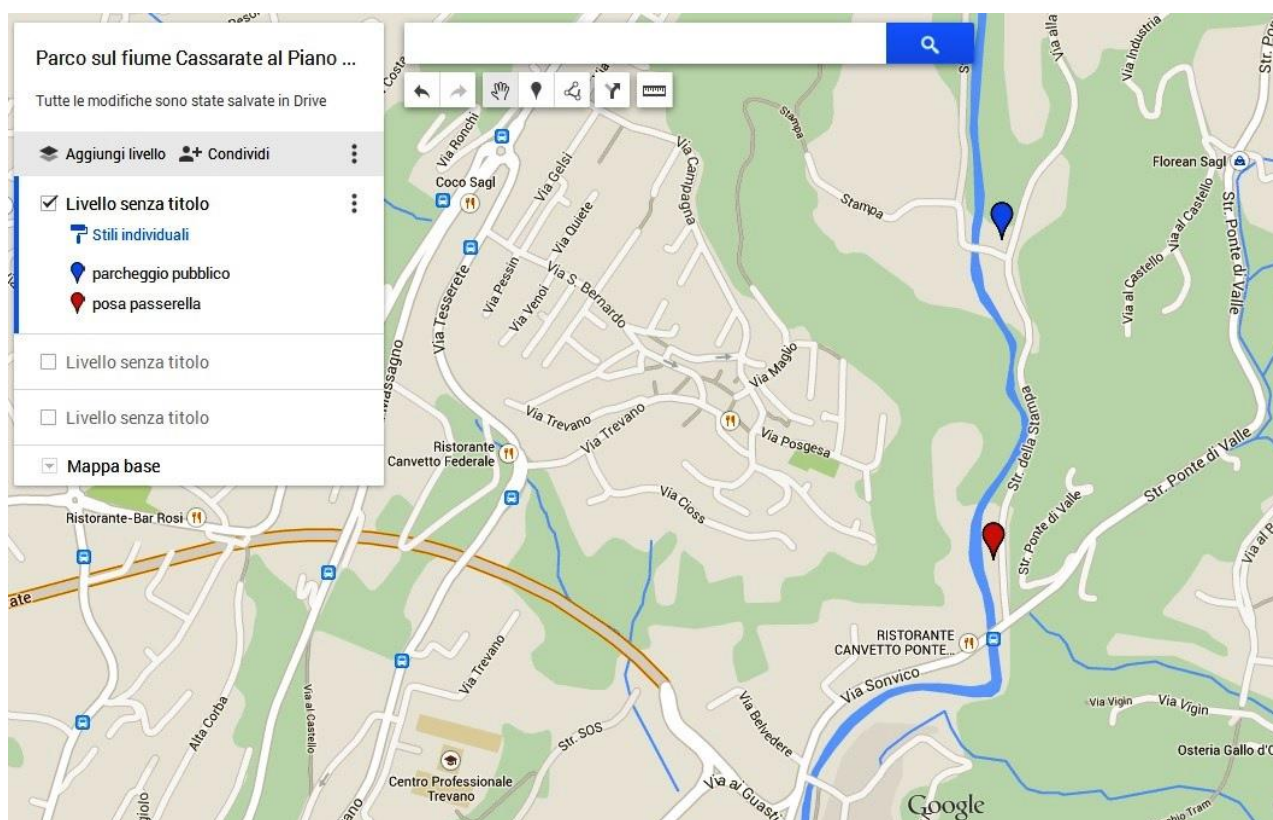 Parco sul fiume Cassarate al Piano ...
Tutte le modifiche sono state salvate in Drive
Aggiungi livello
Condividi
Livello senza titolo
Stili individuali
parcheggio pubblico
posa passerella
Livello senza titolo
Livello senza titolo
Mappa base
Via Ronchi
Coco Sagl
Via Gelsi
Via Quiete
Via Campagna
Stampa
Stampa
Via Industria
Via alla
Florean Sagl
Via al Castello
Via al Castello
Str. Ponte di Valle
Via Tesserete
Via Pessin
Via Venoi
Via S. Bernardo
Massagno
Via Maglio
Via Trevano
Via Trevano
Via Posgesa
Ristorante
Canvetto Federale
Via Cioss
Str. della Stampa
Str. Ponte di Valle
Str. Ponte di Valle
Ristorante-Bar Rosi
RISTORANTE
CANVETTO PONTE...
Via Sonvico
Via Trevano
Via al Castello
Alta Corba
Str. SOS
Via Belvedere
Via Vigin
Via Vigin
Osteria Gallo d'O
Centro Professionale
Trevano
Via ai Guasti
Google